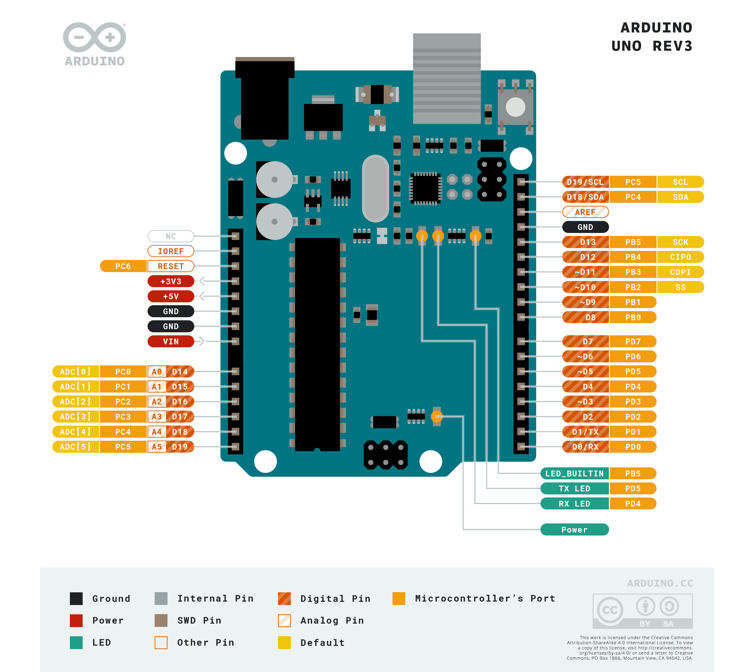 ARDUINO
ARDUINO
UNO REV3
NC
IOREF
PC6 RESET
+3V3
+5V
GND
GND
VIN
ADC[0] PC0 A0 D14
ADC[1] PC1 A1 D15
ADC[2] PC2 A2 D16
ADC[3] PC3 A3 D17
ADC[4] PC4 A4 D18
ADC[5] PC5 A5 D19
D19/SCL PC5 SCL
D18/SDA PC4 SDA
AREF
GND
D13 PB5 SCK
D12 PB4 CIPO
~D11 PB3 COPI
~D10 PB2 SS
~D9 PB1
D8 PB0
D7 PD7
~D6 PD6
~D5 PD5
D4 PD4
~D3 PD3
D2 PD2
D1/TX PD1
D0/RX PD0
LED_BUILTIN PB5
TX LED PD5
RX LED PD4
Power
Ground Internal Pin Digital Pin Microcontroller's Port
Power SWD Pin Analog Pin
LED Other Pin Default
ARDUINO.CC
cc
BY SA
This work is licensed under the Creative Commons
Attribution-ShareAlike 4.0 International License. To view
a copy of this license, visit http://creativecommons.
org/licenses/by-sa/4.0/ or send a letter to Creative
Commons, PO Box 1866, Mountain View, CA 94042, USA.